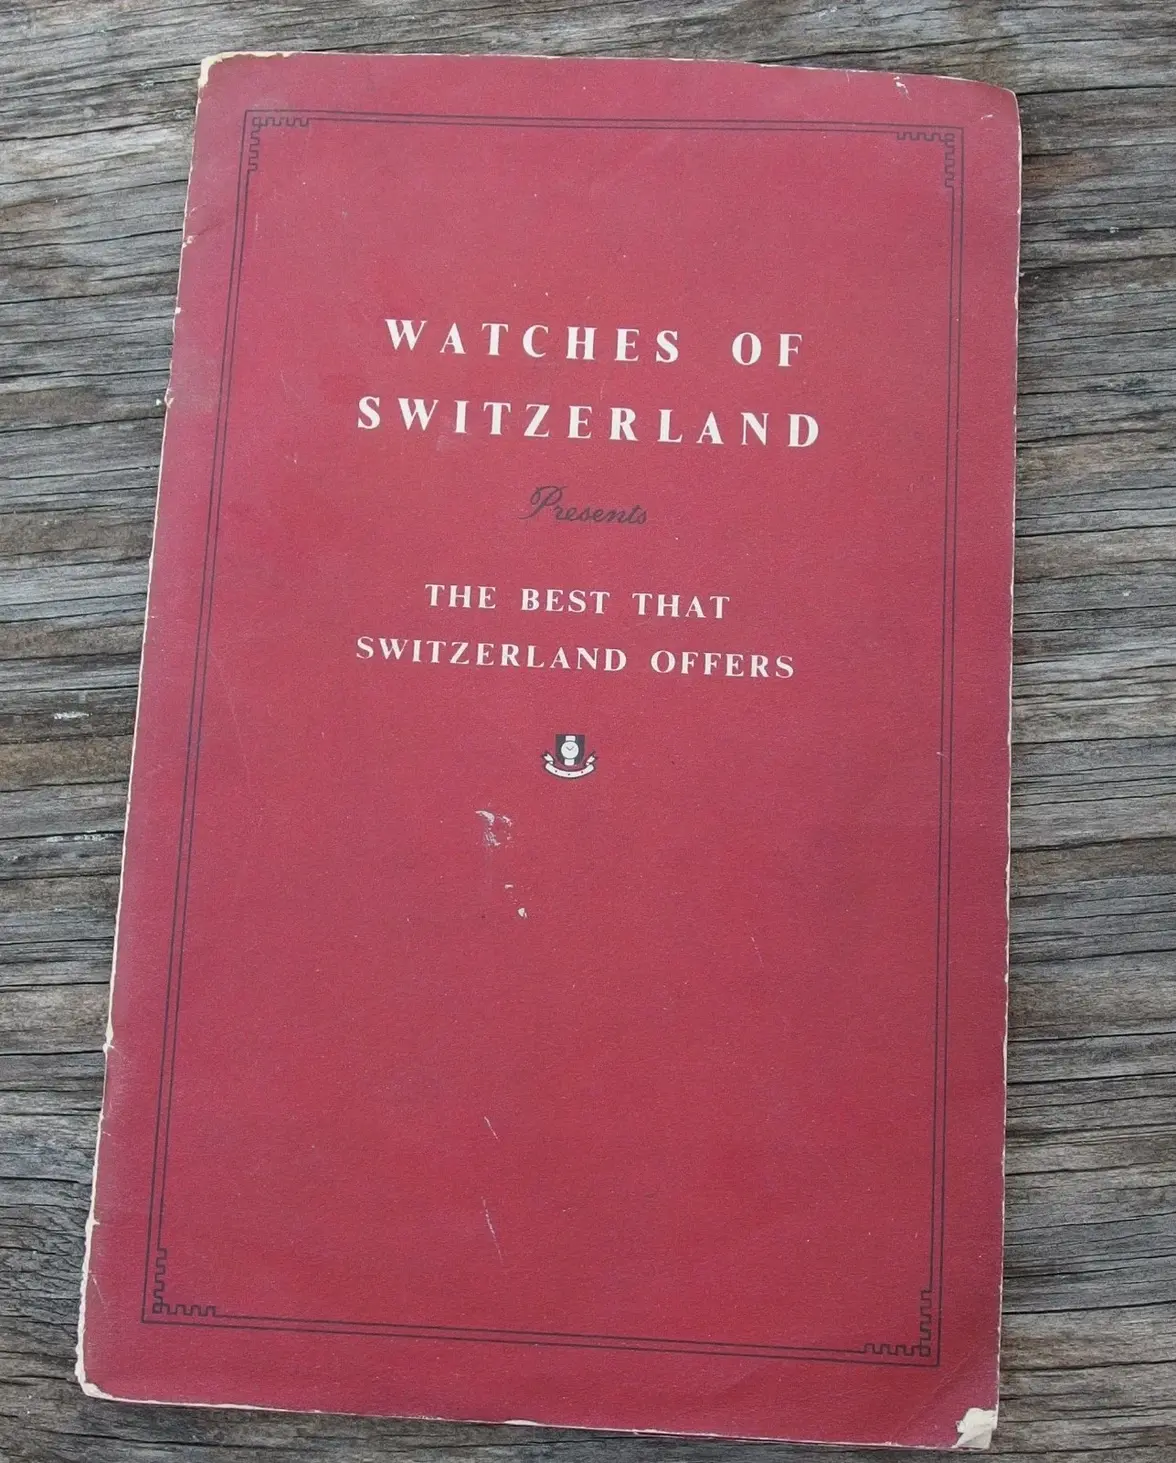 WATCHES OF
SWITZERLAND
Presents
THE BEST THAT
SWITZERLAND OFFERS